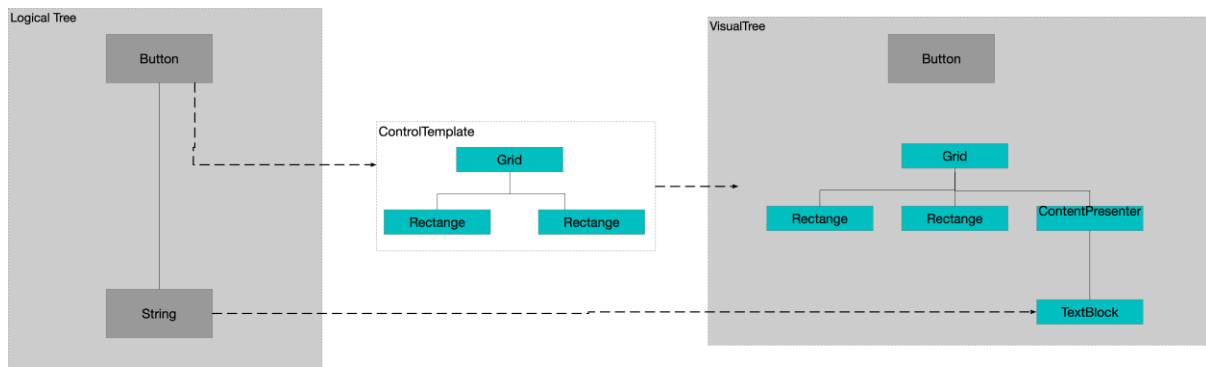 Logical Tree
Button
String
ControlTemplate
Grid
Rectange
Rectange
VisualTree
Button
Grid
Rectange
Rectange
ContentPresenter
TextBlock